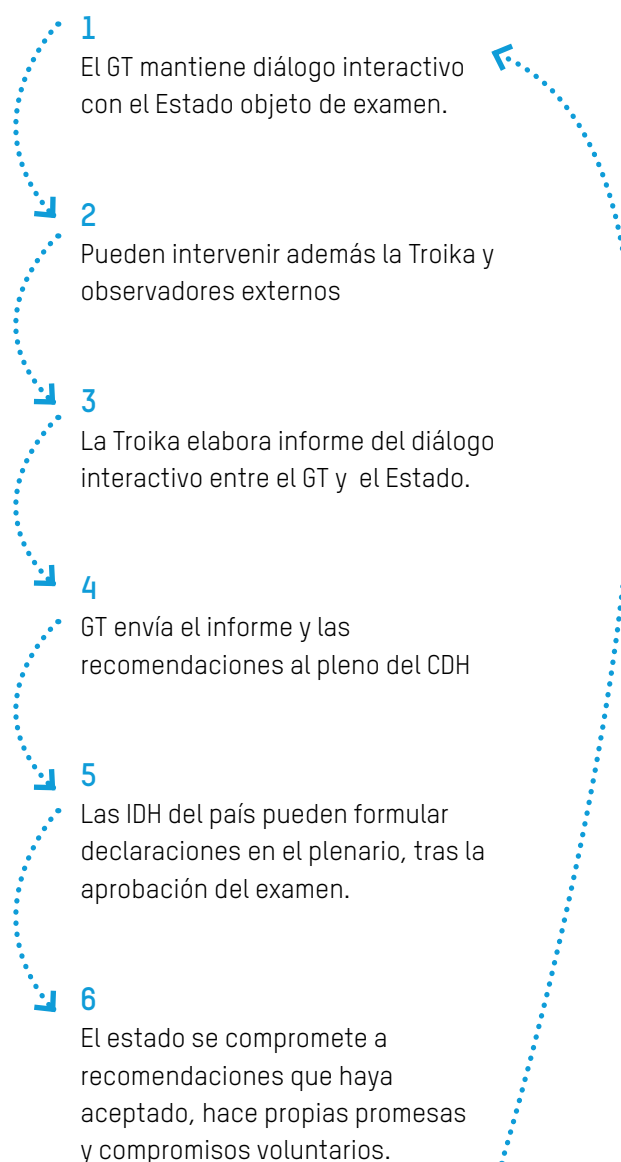 1
El GT mantiene diálogo interactivo
con el Estado objeto de examen.
2
Pueden intervenir además la Troika y
observadores externos
3
La Troika elabora informe del diálogo
interactivo entre el GT y el Estado.
4
GT envía el informe y las
recomendaciones al pleno del CDH
5
Las IDH del país pueden formular
declaraciones en el plenario, tras la
aprobación del examen.
6
El estado se compromete a
recomendaciones que haya
aceptado, hace propias promesas
y compromisos voluntarios.